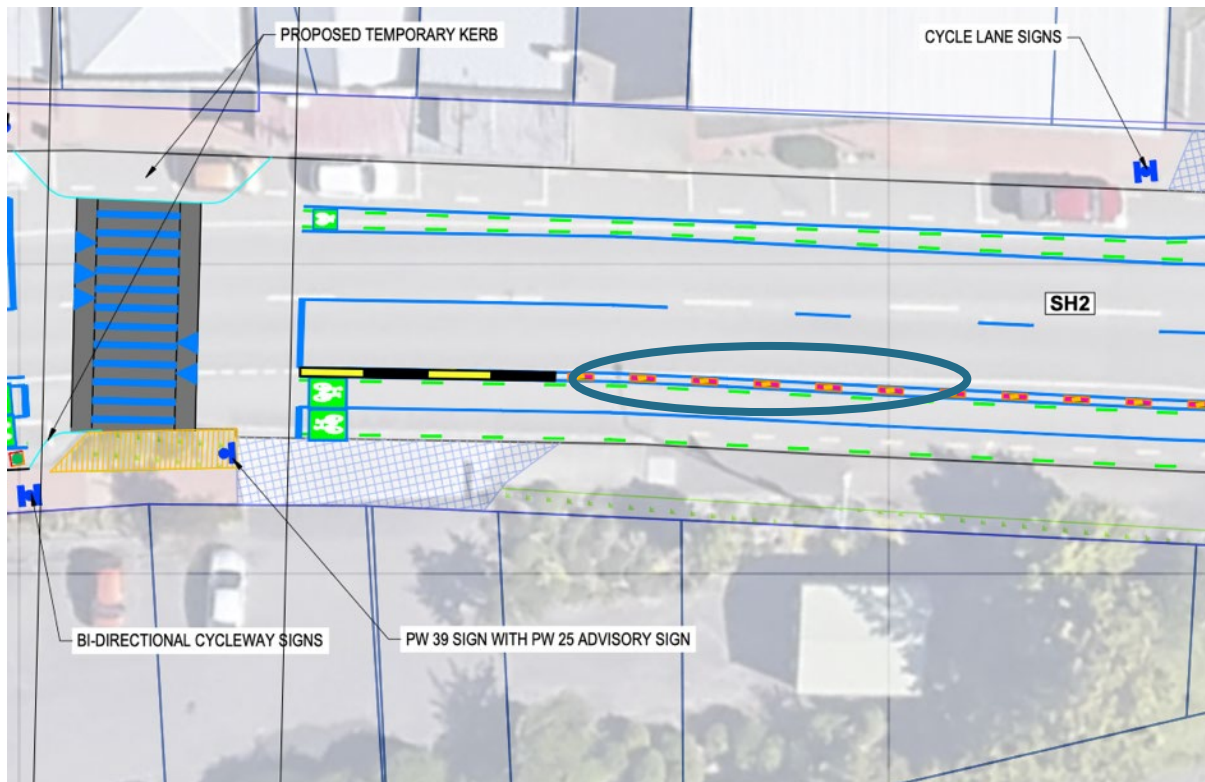 PROPOSED TEMPORARY KERB
CYCLE LANE SIGNS
SH2
BI-DIRECTIONAL CYCLEWAY SIGNS
PW 39 SIGN WITH PW 25 ADVISORY SIGN